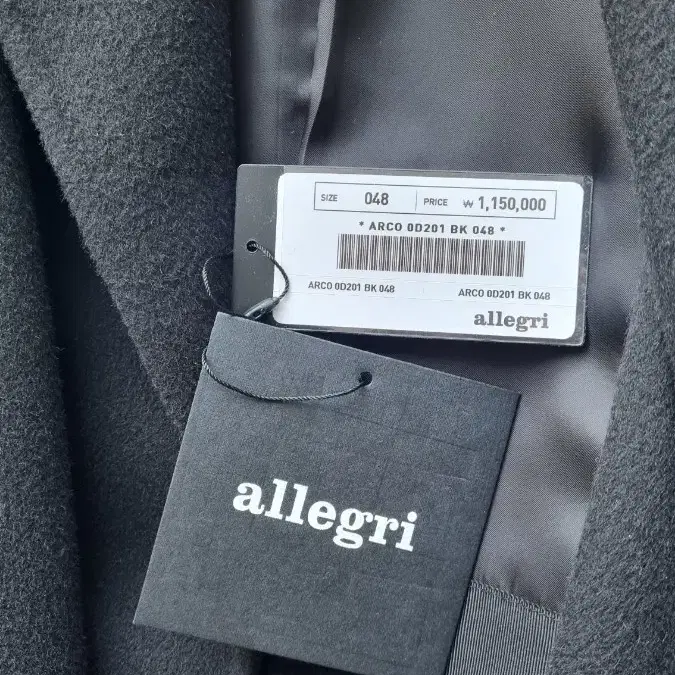 SIZE 048 PRICE ₩ 1,150,000
* ARCO 0D201 BK 048 *
ARCO 0D201 BK 048 ARCO 0D201 BK 048
allegri
allegri